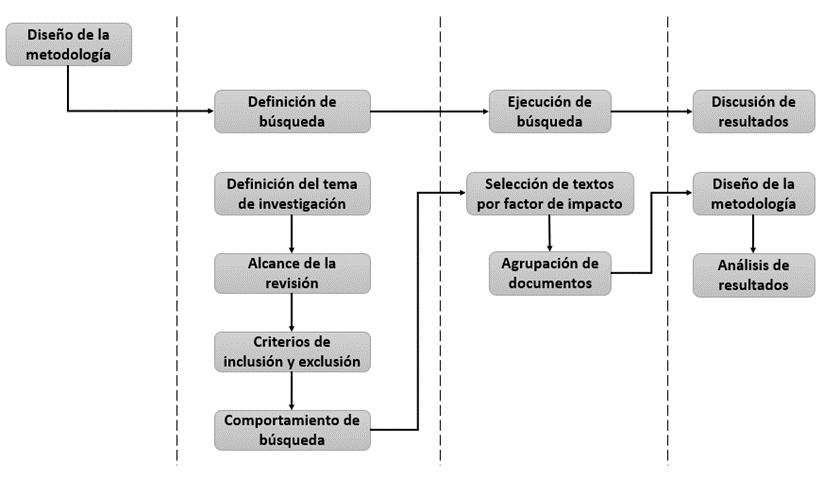 Diseño de la
metodología
Definición de
búsqueda
Ejecución de
búsqueda
Discusión de
resultados
Definición del tema
de investigación
Selección de textos
por factor de impacto
Diseño de la
metodología
Alcance de la
revisión
Agrupación de
documentos
Análisis de
resultados
Criterios de
inclusión y exclusión
Comportamiento de
búsqueda